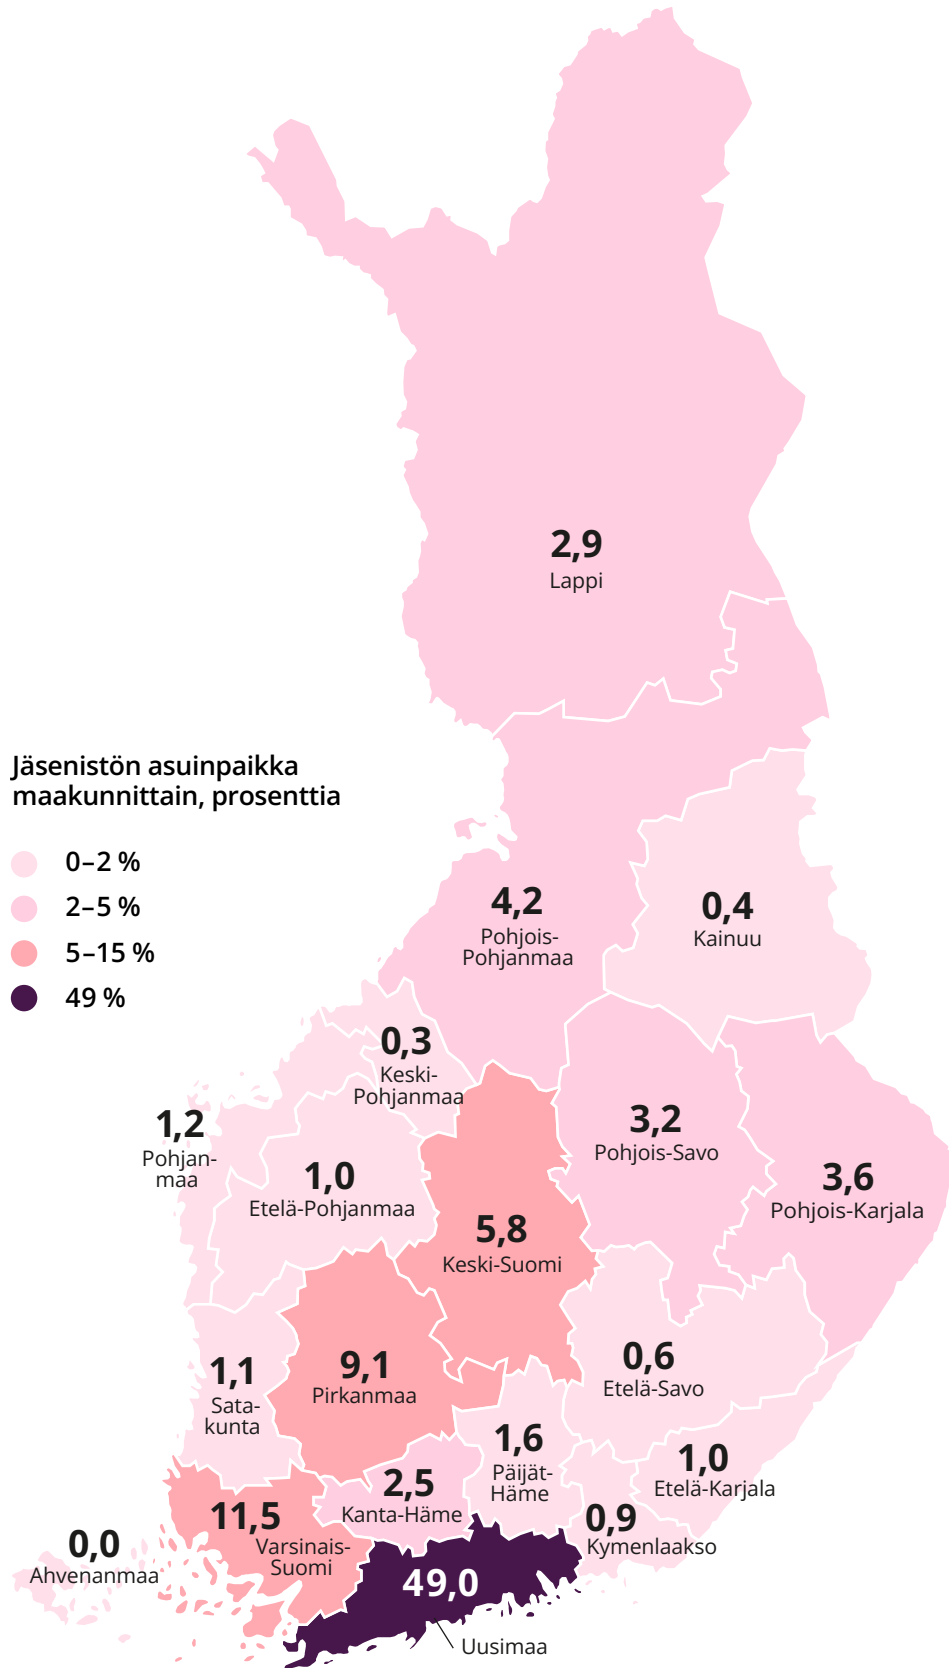 2,9
Lappi
Jäsenistön asuinpaikka
maakunnittain, prosenttia
0–2 %
2–5 %
5–15 %
49 %
4,2
Pohjois-
Pohjanmaa
0,4
Kainuu
0,3
Keski-
Pohjanmaa
1,2
Pohjan-
maa
1,0
Etelä-Pohjanmaa
3,2
Pohjois-Savo
3,6
Pohjois-Karjala
5,8
Keski-Suomi
1,1
Sata-
kunta
9,1
Pirkanmaa
0,6
Etelä-Savo
1,6
Päijät-
Häme
1,0
Etelä-Karjala
2,5
Kanta-Häme
11,5
Varsinais-
Suomi
0,9
Kymenlaakso
0,0
Ahvenanmaa
49,0
Uusimaa